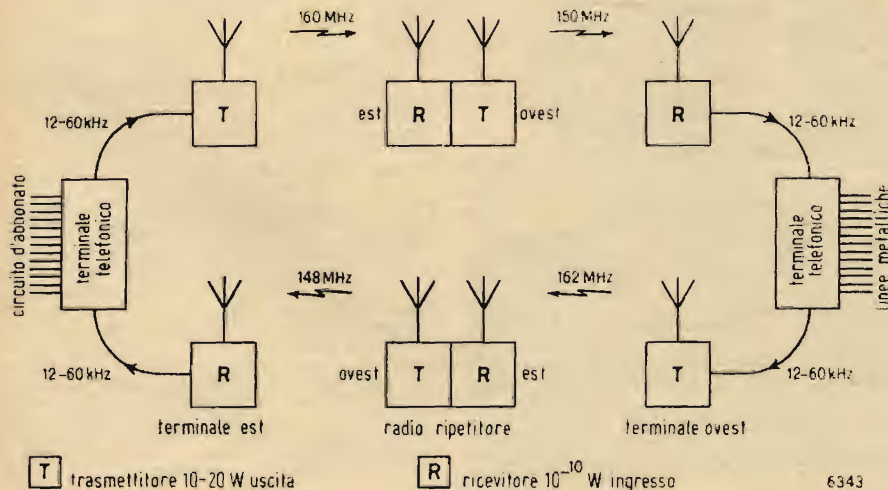 160 MHz
150 MHz
T
est
R
T
ovest
R
12-60 kHz
12-60 kHz
circuito d'abbonato
terminale
telefonico
terminale
telefonico
linee metalliche
148 MHz
162 MHz
12-60 kHz
R
ovest
T
R
est
T
12-60 kHz
terminale est
radio ripetitore
terminale ovest
T trasmettitore 10-20 W uscita
R ricevitore 10⁻¹⁰ W ingresso
6343